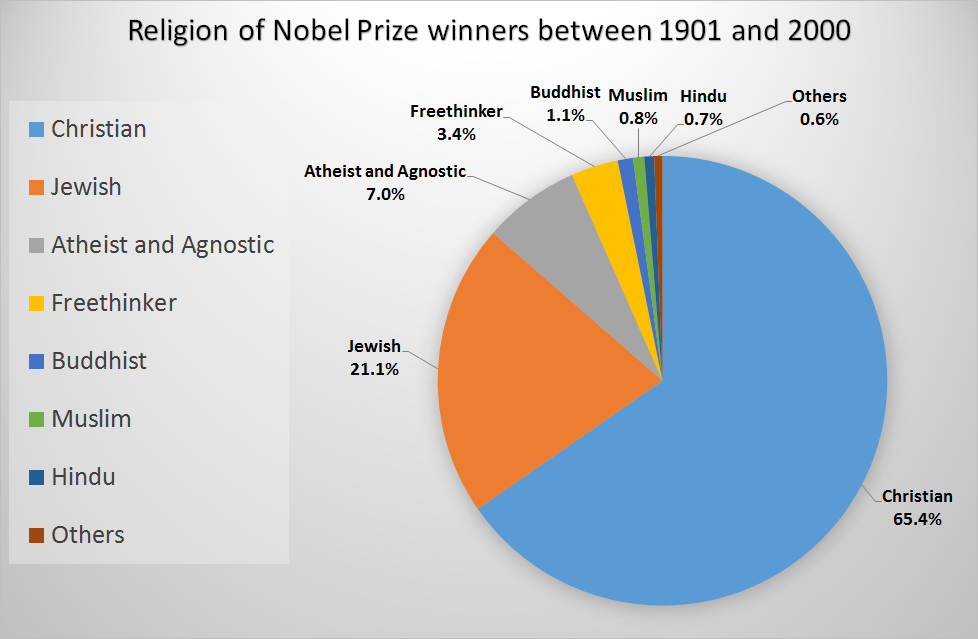 Religion of Nobel Prize winners between 1901 and 2000
Christian
Jewish
Atheist and Agnostic
Freethinker
Buddhist
Muslim
Hindu
Others
Buddhist
1.1%
Muslim
0.8%
Hindu
0.7%
Others
0.6%
Freethinker
3.4%
Atheist and Agnostic
7.0%
Jewish
21.1%
Christian
65.4%